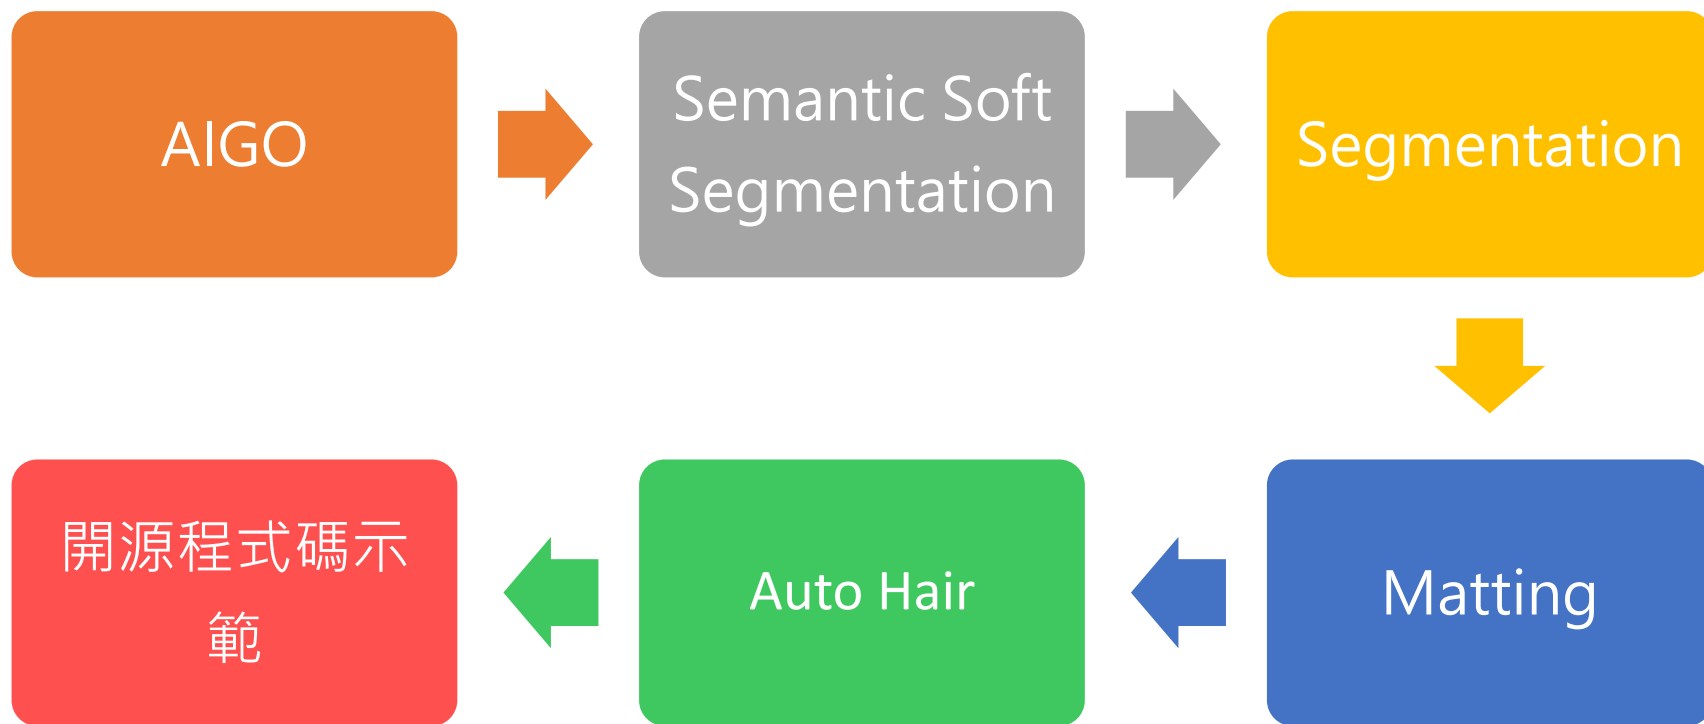 AIGO
Semantic Soft
Segmentation
Segmentation
Matting
Auto Hair
開源程式碼示
範